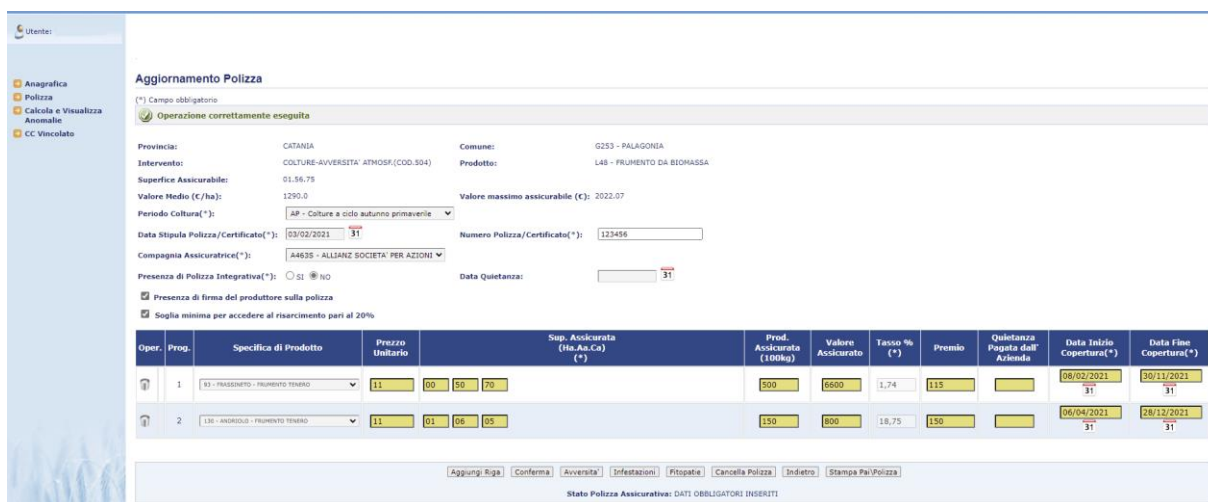 Utente:
Anagrafica
Polizza
Calcola e Visualizza
Anomalie
CC Vincolato
Aggiornamento Polizza
(*) Campo obbligatorio
Operazione correttamente eseguita
Provincia: CATANIA Comune: G253 - PALAGONIA
Intervento: COLTURE-AVVERSITA' ATMOSF.(COD.504) Prodotto: L48 - FRUMENTO DA BIOMASSA
Superfice Assicurabile: 01.56.75
Valore Medio (€/ha): 1290.0 Valore massimo assicurabile (€): 2022.07
Periodo Coltura(*): AP - Colture a ciclo autunno primaverile
Data Stipula Polizza/Certificato(*): 03/02/2021 31 Numero Polizza/Certificato(*): 123456
Compagnia Assicuratrice(*): A463S - ALLIANZ SOCIETA' PER AZIONI
Presenza di Polizza Integrativa(*): SI NO Data Quietanza: 31
Presenza di firma del produttore sulla polizza
Soglia minima per accedere al risarcimento pari al 20%
Oper. Prog. Specifica di Prodotto Prezzo Unitario Sup. Assicurata (Ha.Aa.Ca) (*) Prod. Assicurata (100kg) Valore Assicurato Tasso % (*) Premio Quietanza Pagata dall' Azienda Data Inizio Copertura(*) Data Fine Copertura(*)
1 93 - FRASSINETO - FRUMENTO TENERO 11 00 50 70 500 6600 1,74 115 08/02/2021 31 30/11/2021 31
2 130 - ANDRIOLO - FRUMENTO TENERO 11 01 06 05 150 800 18,75 150 06/04/2021 31 28/12/2021 31
Aggiungi Riga Conferma Avversita' Infestazioni Fitopatie Cancella Polizza Indietro Stampa Pai\Polizza
Stato Polizza Assicurativa: DATI OBBLIGATORI INSERITI